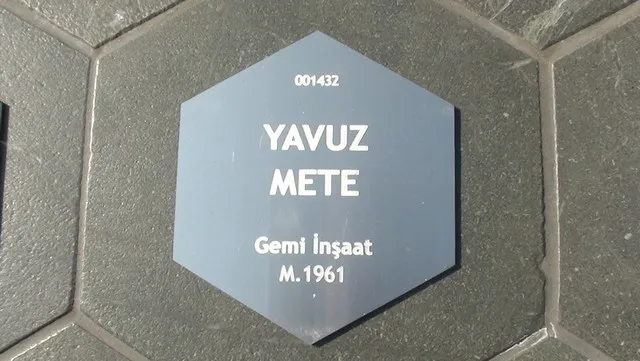 001432
YAVUZ
METE
Gemi İnşaat
M.1961